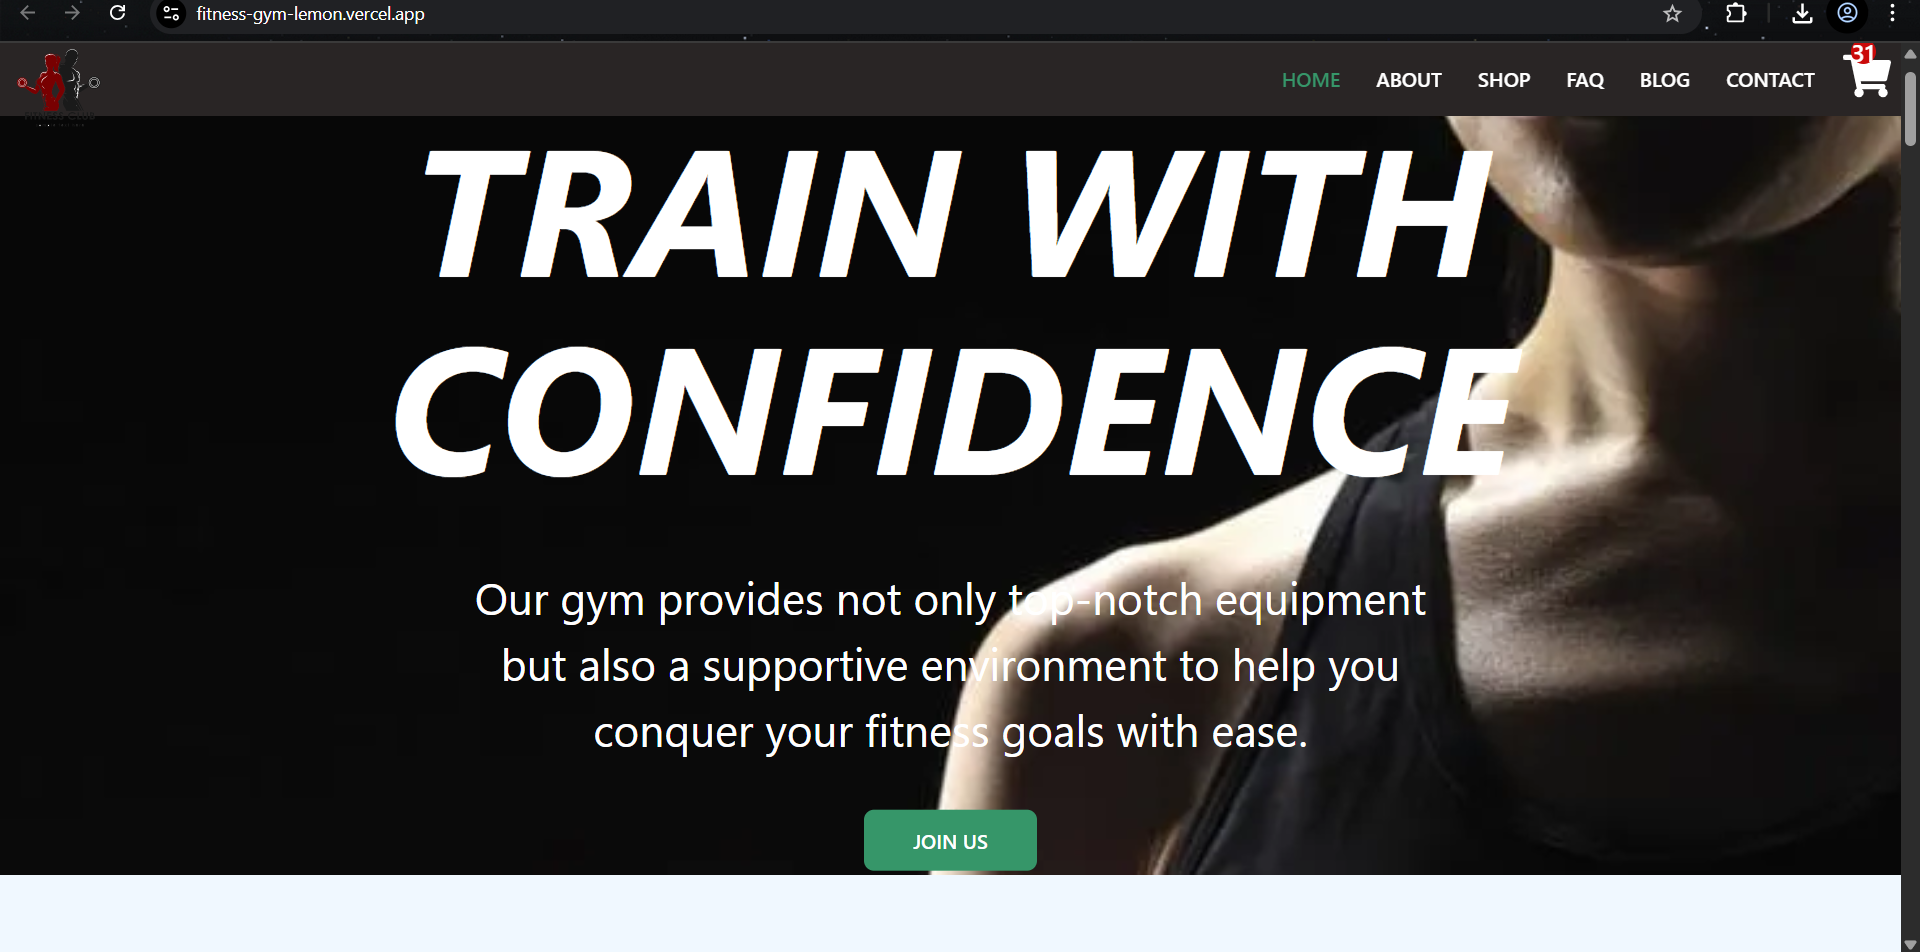 fitness-gym-lemon.vercel.app
HOME
ABOUT
SHOP
FAQ
BLOG
CONTACT
31
TRAIN WITH
CONFIDENCE
Our gym provides not only top-notch equipment
but also a supportive environment to help you
conquer your fitness goals with ease.
JOIN US